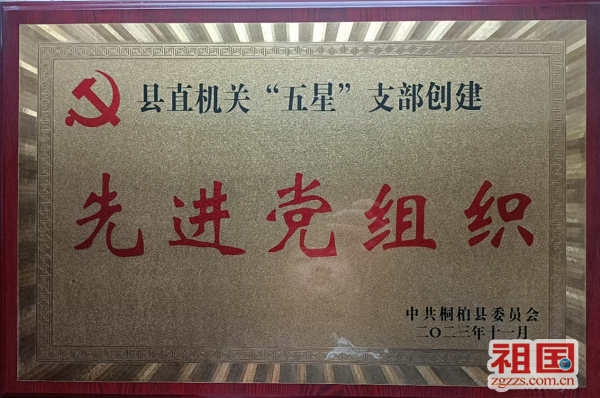 县直机关“五星”支部创建
先进党组织
中共桐柏县委员会
二〇二三年十一月
祖国
zgzzs.com.cn